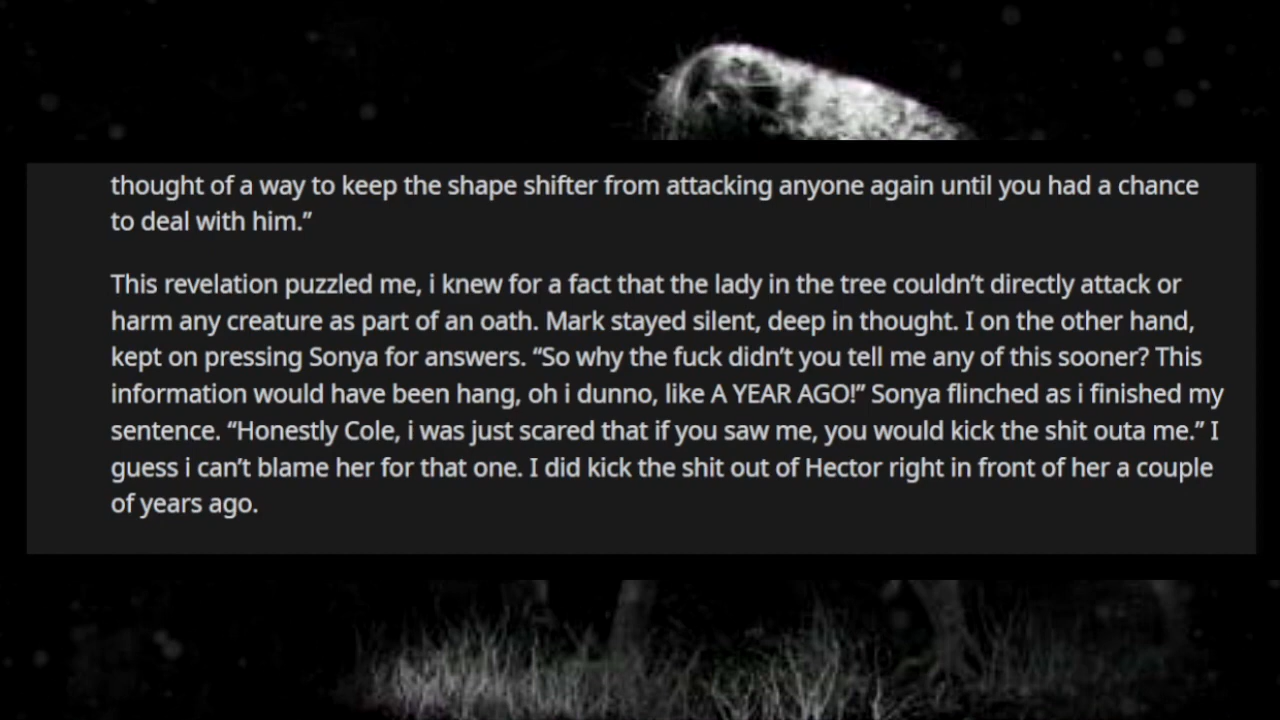 thought of a way to keep the shape shifter from attacking anyone again until you had a chance
to deal with him.”
This revelation puzzled me, i knew for a fact that the lady in the tree couldn’t directly attack or
harm any creature as part of an oath. Mark stayed silent, deep in thought. I on the other hand,
kept on pressing Sonya for answers. “So why the fuck didn’t you tell me any of this sooner? This
information would have been hang, oh i dunno, like A YEAR AGO!” Sonya flinched as i finished my
sentence. “Honestly Cole, i was just scared that if you saw me, you would kick the shit outa me.” I
guess i can’t blame her for that one. I did kick the shit out of Hector right in front of her a couple
of years ago.